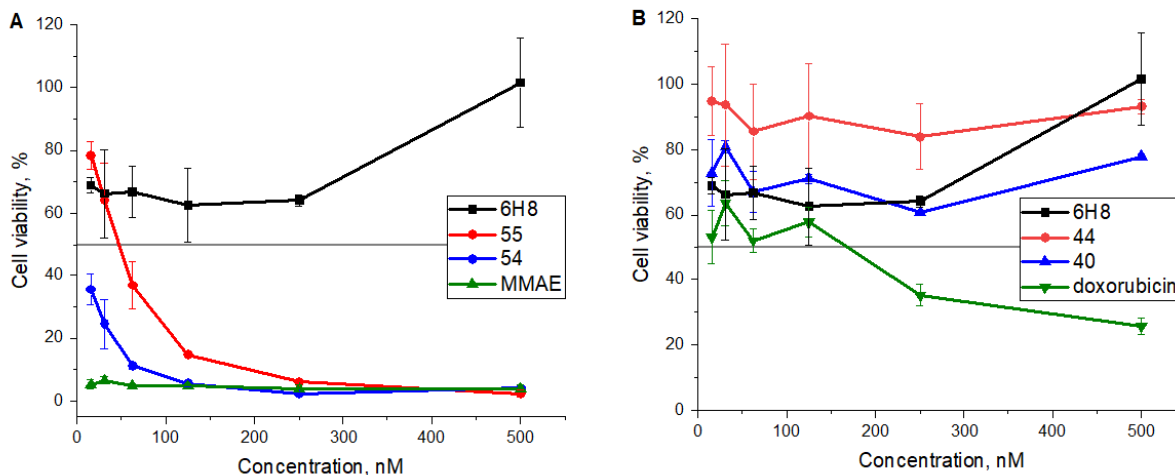 A
120
100
80
60
40
20
0
Cell viability, %
6H8
55
54
MMAE
0 100 200 300 400 500
Concentration, nM
B
120
100
80
60
40
20
0
Cell viability, %
6H8
44
40
doxorubicin
0 100 200 300 400 500
Concentration, nM